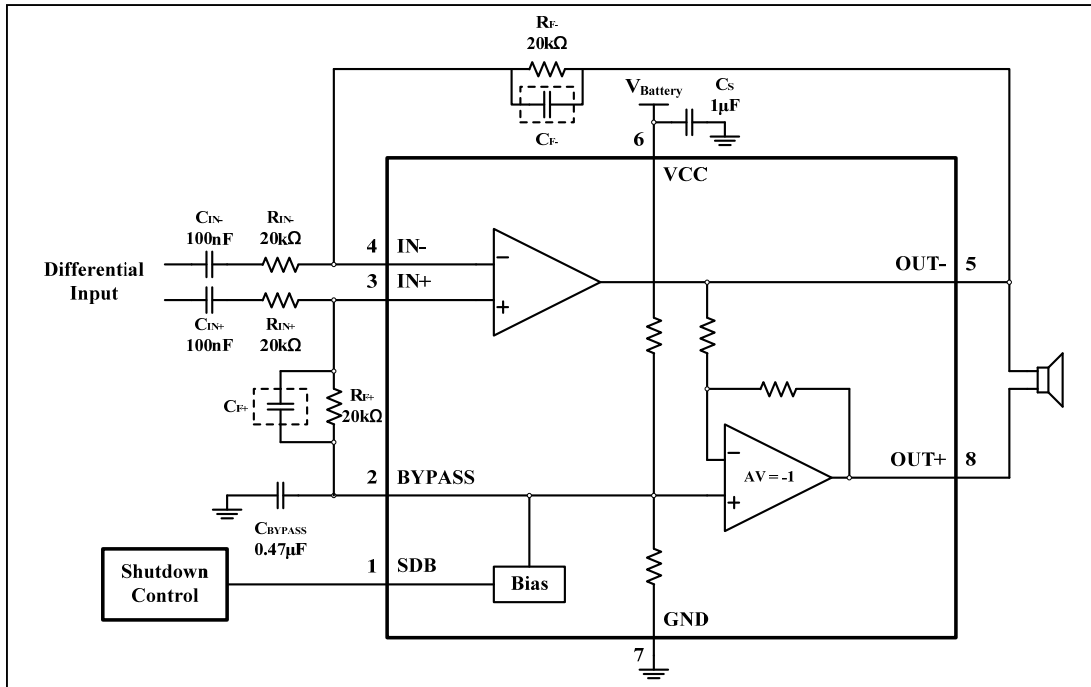 RF-
20kΩ
VBattery
CS
1μF
CF-
6
VCC
CIN-
100nF
RIN-
20kΩ
4
IN-
Differential
Input
3
IN+
OUT-
5
CIN+
100nF
RIN+
20kΩ
CF+
RF+
20kΩ
AV = -1
OUT+
8
2
BYPASS
CBYPASS
0.47μF
1
SDB
Shutdown
Control
Bias
GND
7